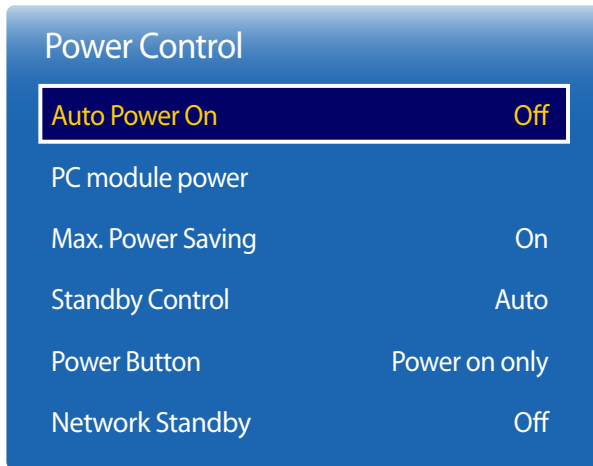 Power Control
Auto Power On Off
PC module power
Max. Power Saving On
Standby Control Auto
Power Button Power on only
Network Standby Off